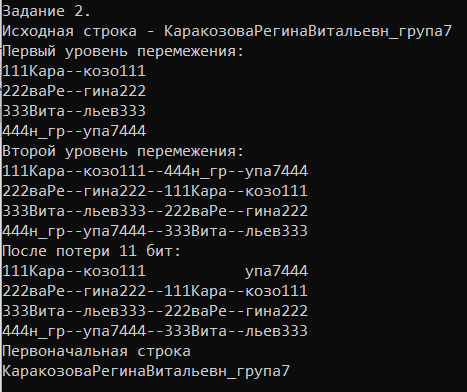 Задание 2.
Исходная строка - КаракозоваРегинаВитальевн_група7
Первый уровень перемежения:
111Кара--козо111
222ваРе--гина222
333Вита--льев333
444н_гр--упа7444
Второй уровень перемежения:
111Кара--козо111--444н_гр--упа7444
222ваРе--гина222--111Кара--козо111
333Вита--льев333--222ваРе--гина222
444н_гр--упа7444--333Вита--льев333
После потери 11 бит:
111Кара--козо111           упа7444
222ваРе--гина222--111Кара--козо111
333Вита--льев333--222ваРе--гина222
444н_гр--упа7444--333Вита--льев333
Первоначальная строка
КаракозоваРегинаВитальевн_група7